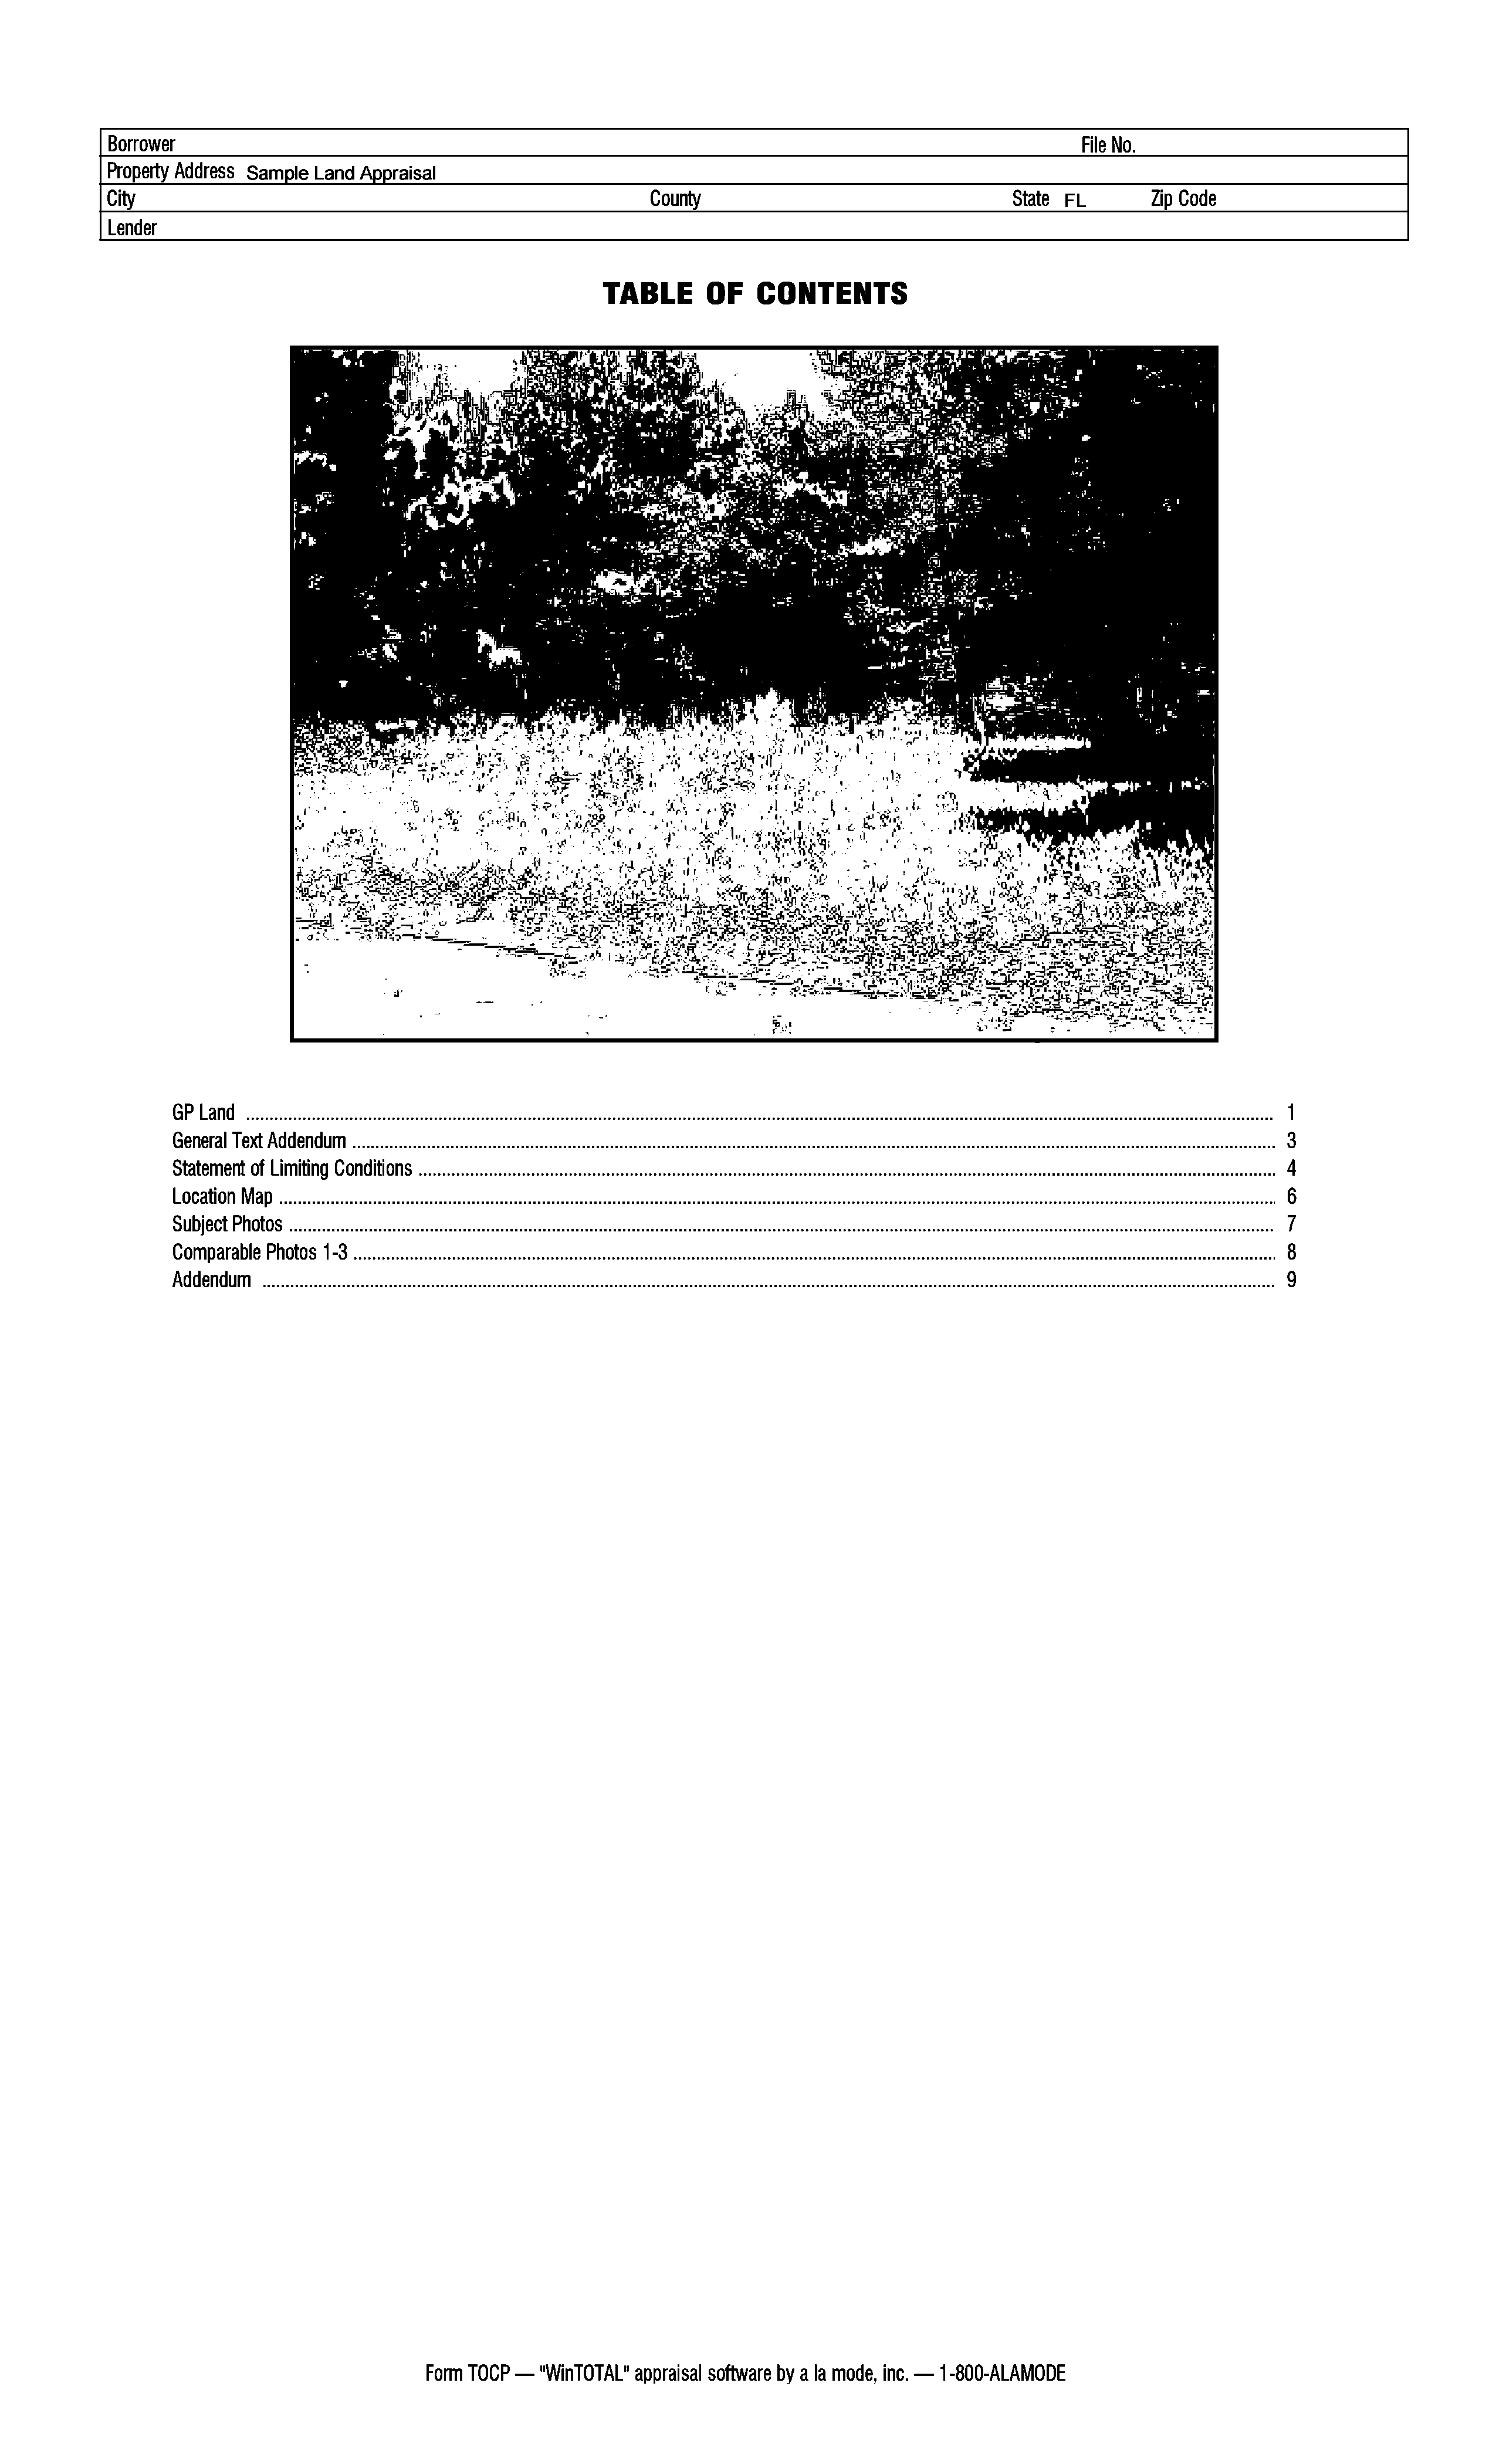 Borrower File No.
Property Address Sample Land Appraisal
City County State FL Zip Code
Lender
TABLE OF CONTENTS
GP Land 1
General Text Addendum 3
Statement of Limiting Conditions 4
Location Map 6
Subject Photos 7
Comparable Photos 1-3 8
Addendum 9
Form TOCP — "WinTOTAL" appraisal software by a la mode, inc. — 1-800-ALAMODE